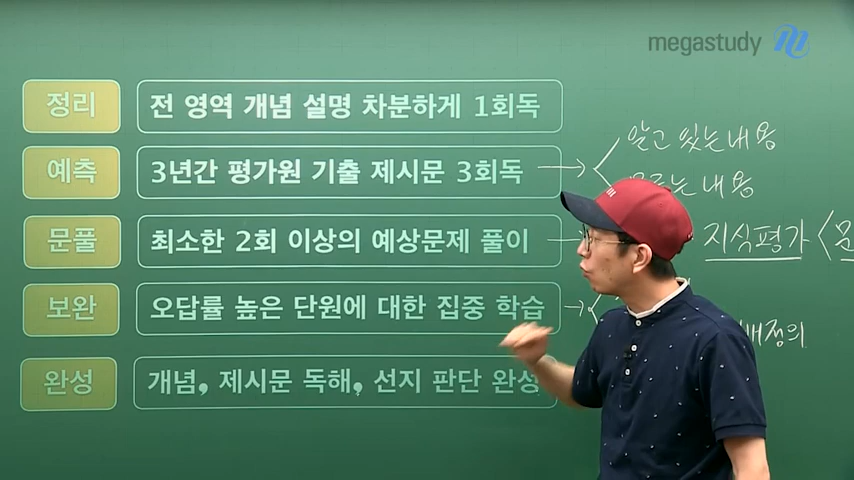 megastudy
정리 전 영역 개념 설명 차분하게 1회독
예측 3년간 평가원 기출 제시문 3회독
알고 있는 내용
내용
문풀 최소한 2회 이상의 예상문제 풀이
지식평가
보완 오답률 높은 단원에 대한 집중 학습
완성 개념, 제시문 독해, 선지 판단 완성